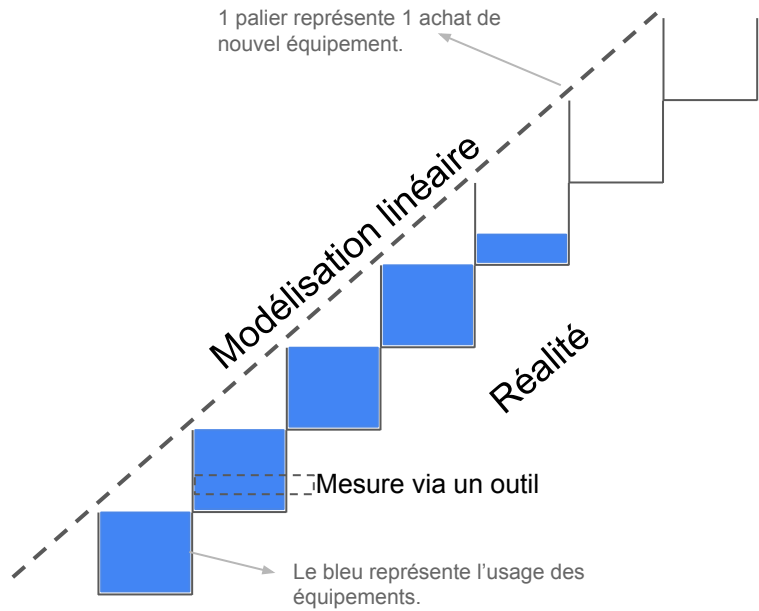 1 palier représente 1 achat de
nouvel équipement.
Modélisation linéaire
Réalité
Mesure via un outil
Le bleu représente l’usage des
équipements.